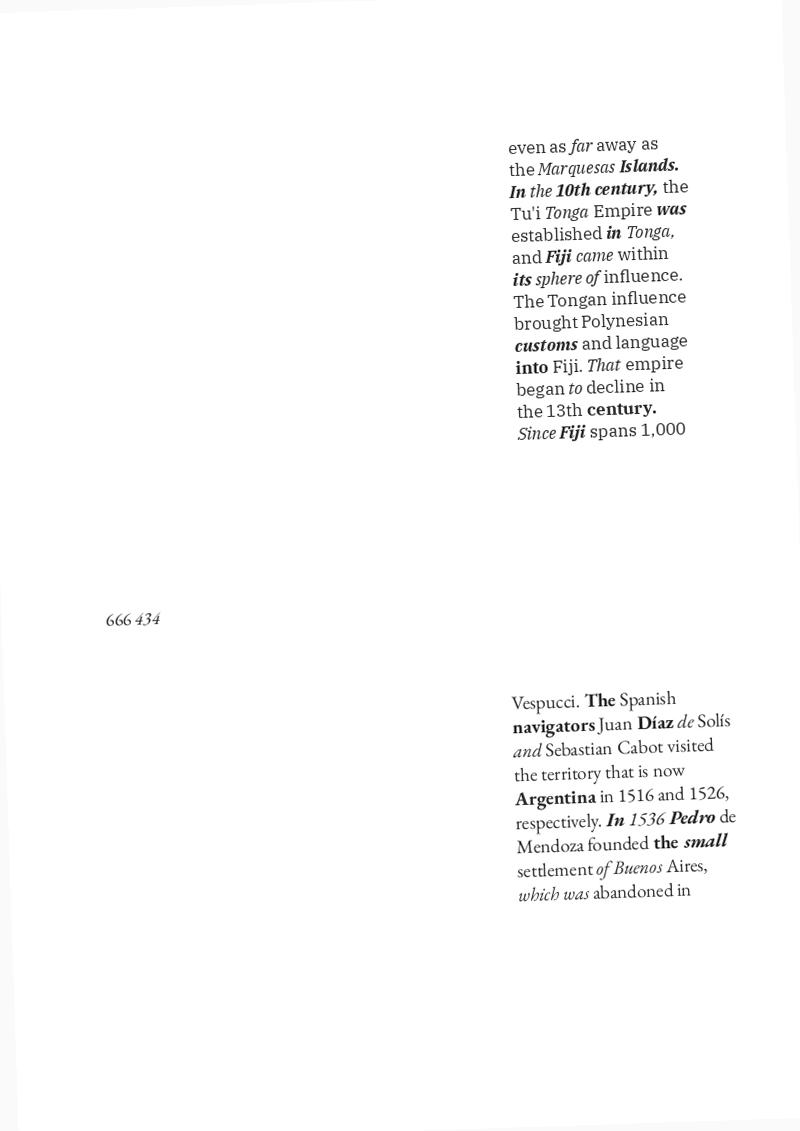 even as far away as
the Marquesas Islands.
In the 10th century, the
Tu'i Tonga Empire was
established in Tonga,
and Fiji came within
its sphere of influence.
The Tongan influence
brought Polynesian
customs and language
into Fiji. That empire
began to decline in
the 13th century.
Since Fiji spans 1,000
666 434
Vespucci. The Spanish
navigators Juan Díaz de Solís
and Sebastian Cabot visited
the territory that is now
Argentina in 1516 and 1526,
respectively. In 1536 Pedro de
Mendoza founded the small
settlement of Buenos Aires,
which was abandoned in